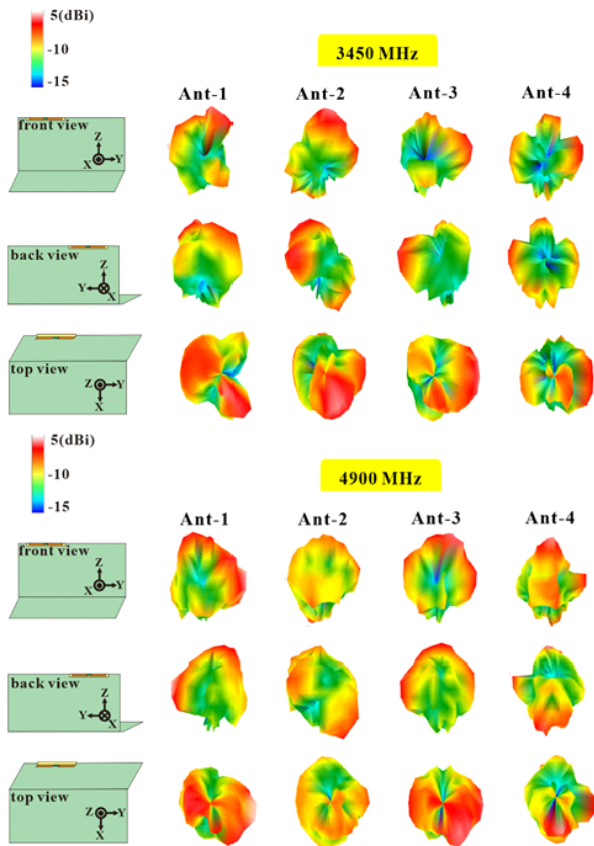 5(dBi)
-10
-15
3450 MHz
Ant-1 Ant-2 Ant-3 Ant-4
front view
Z
X Y
back view
Z
Y X
top view
Z Y
X
5(dBi)
-10
-15
4900 MHz
Ant-1 Ant-2 Ant-3 Ant-4
front view
Z
X Y
back view
Z
Y X
top view
Z Y
X